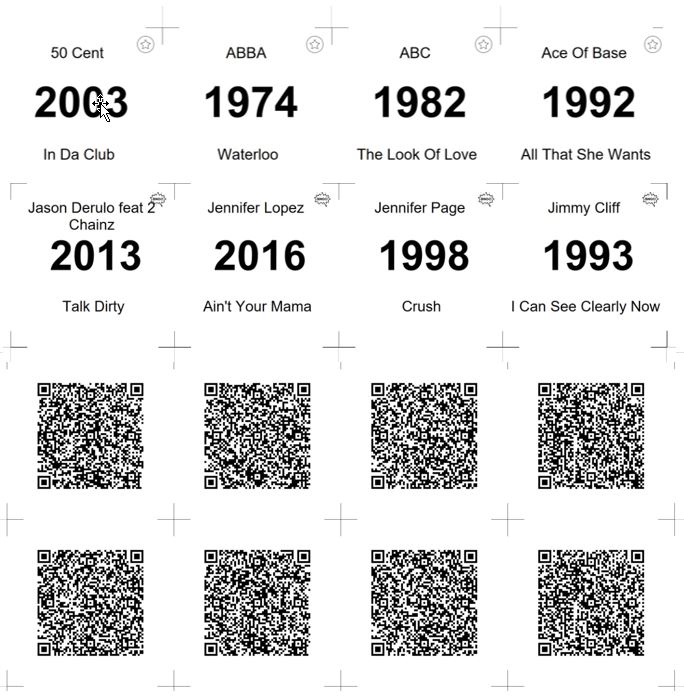 50 Cent
2003
In Da Club
ABBA
1974
Waterloo
ABC
1982
The Look Of Love
Ace Of Base
1992
All That She Wants
Jason Derulo feat 2
Chainz
2013
Talk Dirty
Jennifer Lopez
2016
Ain't Your Mama
Jennifer Page
1998
Crush
Jimmy Cliff
1993
I Can See Clearly Now